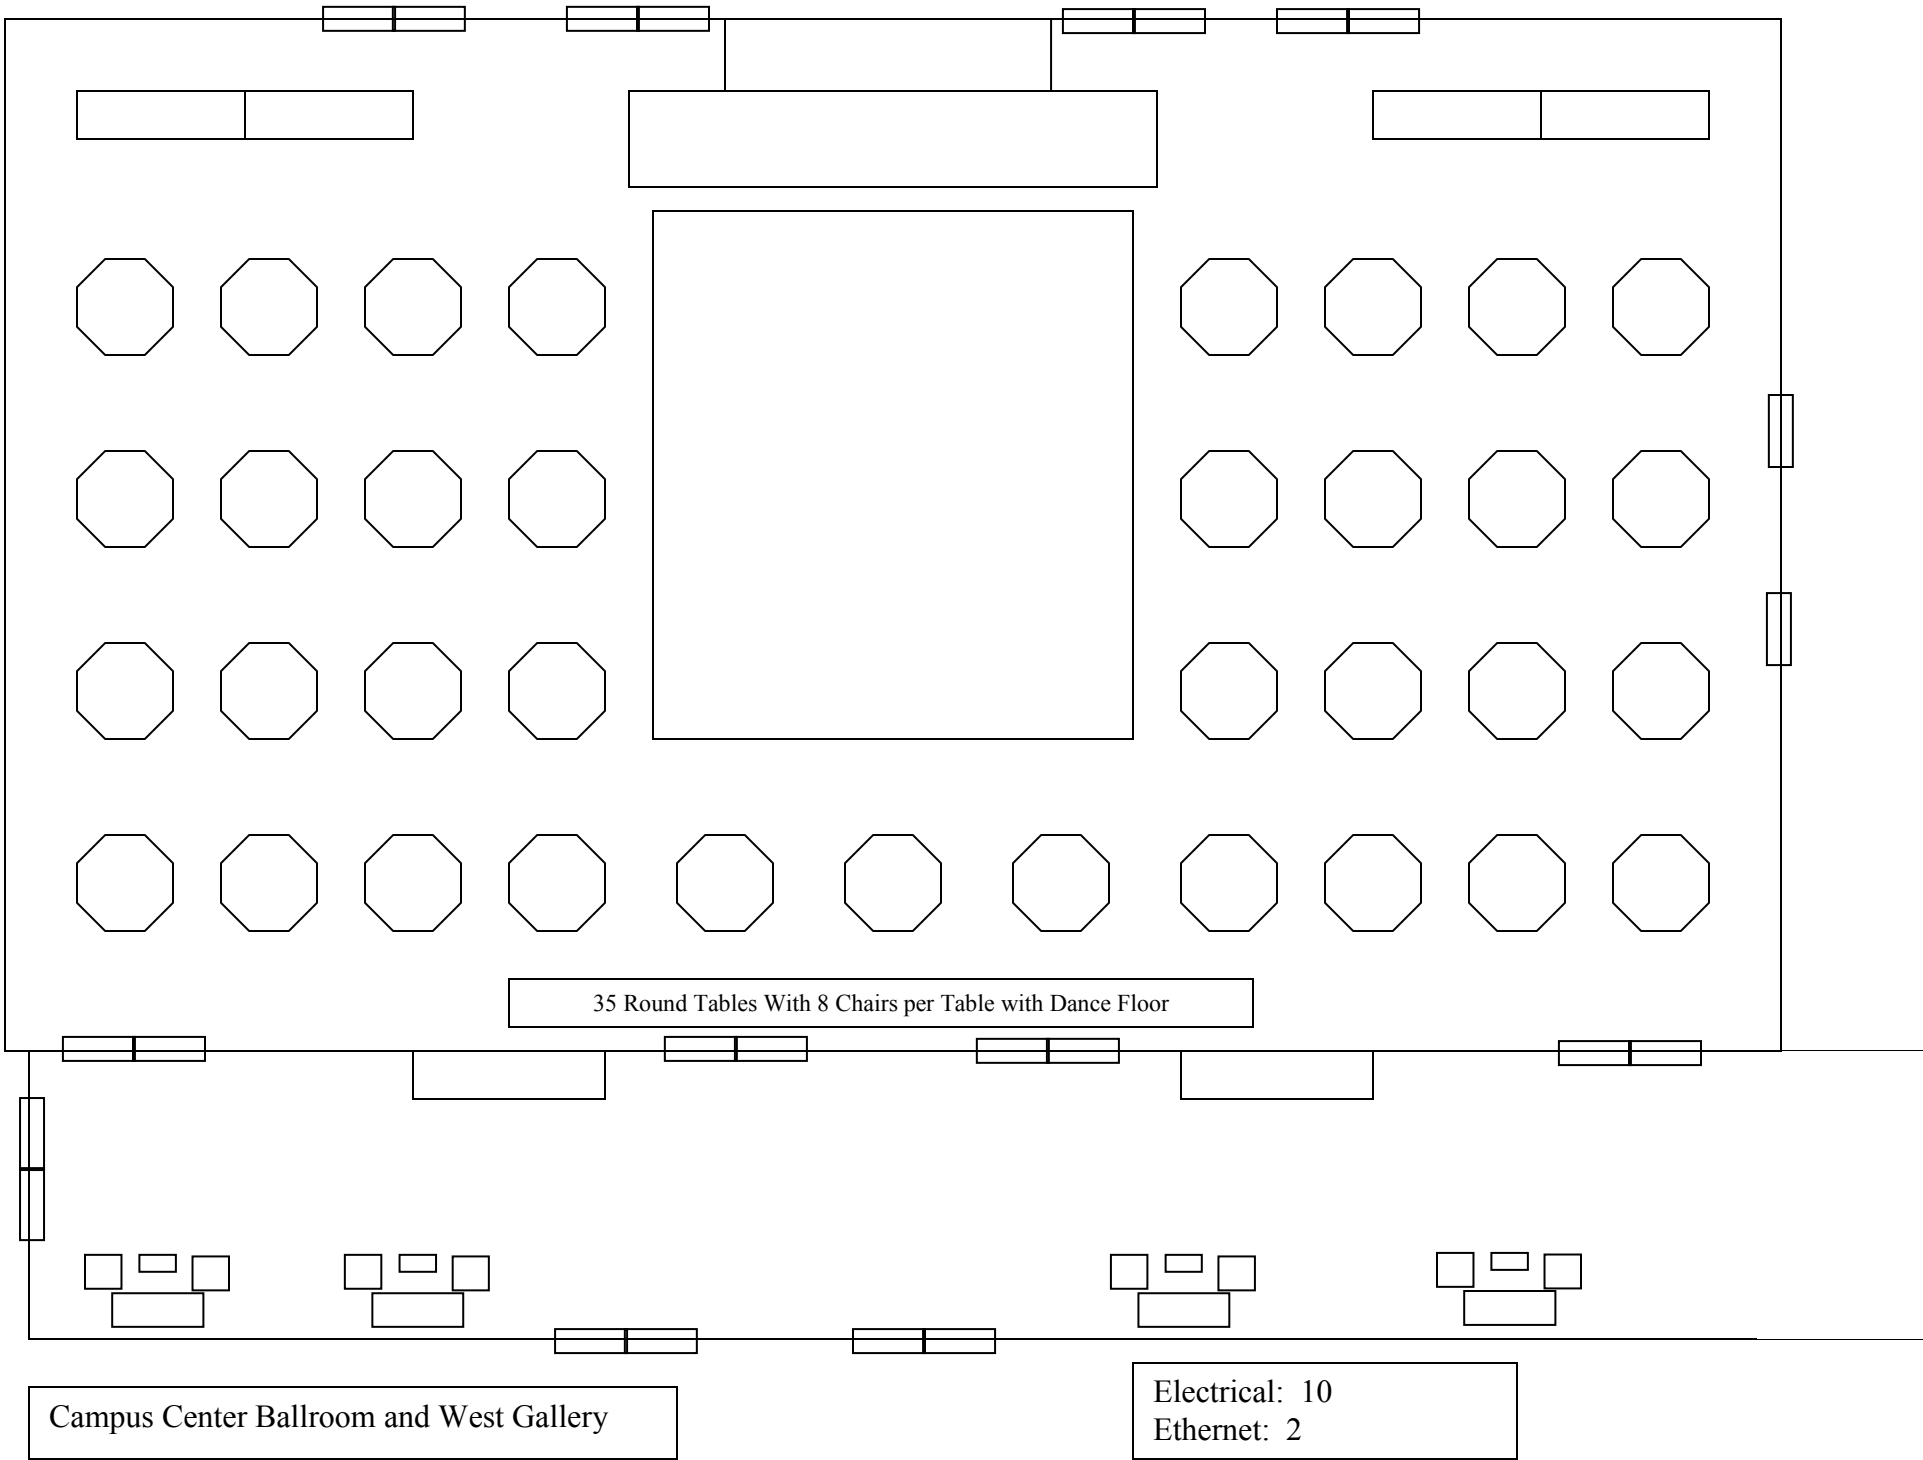 35 Round Tables With 8 Chairs per Table with Dance Floor
Campus Center Ballroom and West Gallery
Electrical:  10
Ethernet:  2